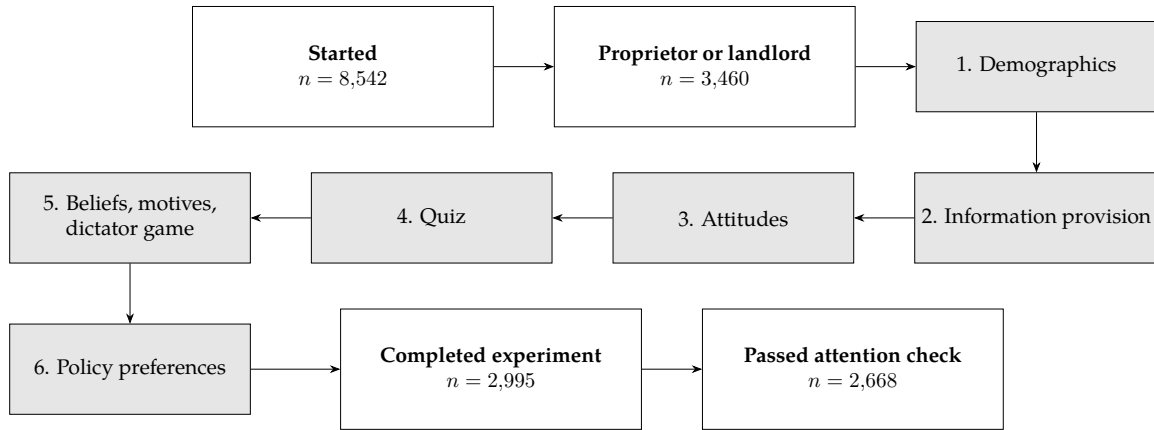 Started
n = 8,542
Proprietor or landlord
n = 3,460
1. Demographics
2. Information provision
3. Attitudes
4. Quiz
5. Beliefs, motives,
dictator game
6. Policy preferences
Completed experiment
n = 2,995
Passed attention check
n = 2,668